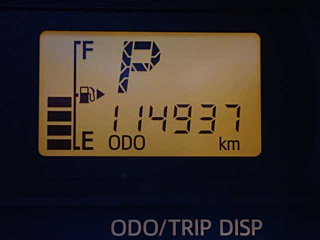 F
P
114937
E ODO km
ODO/TRIP DISP